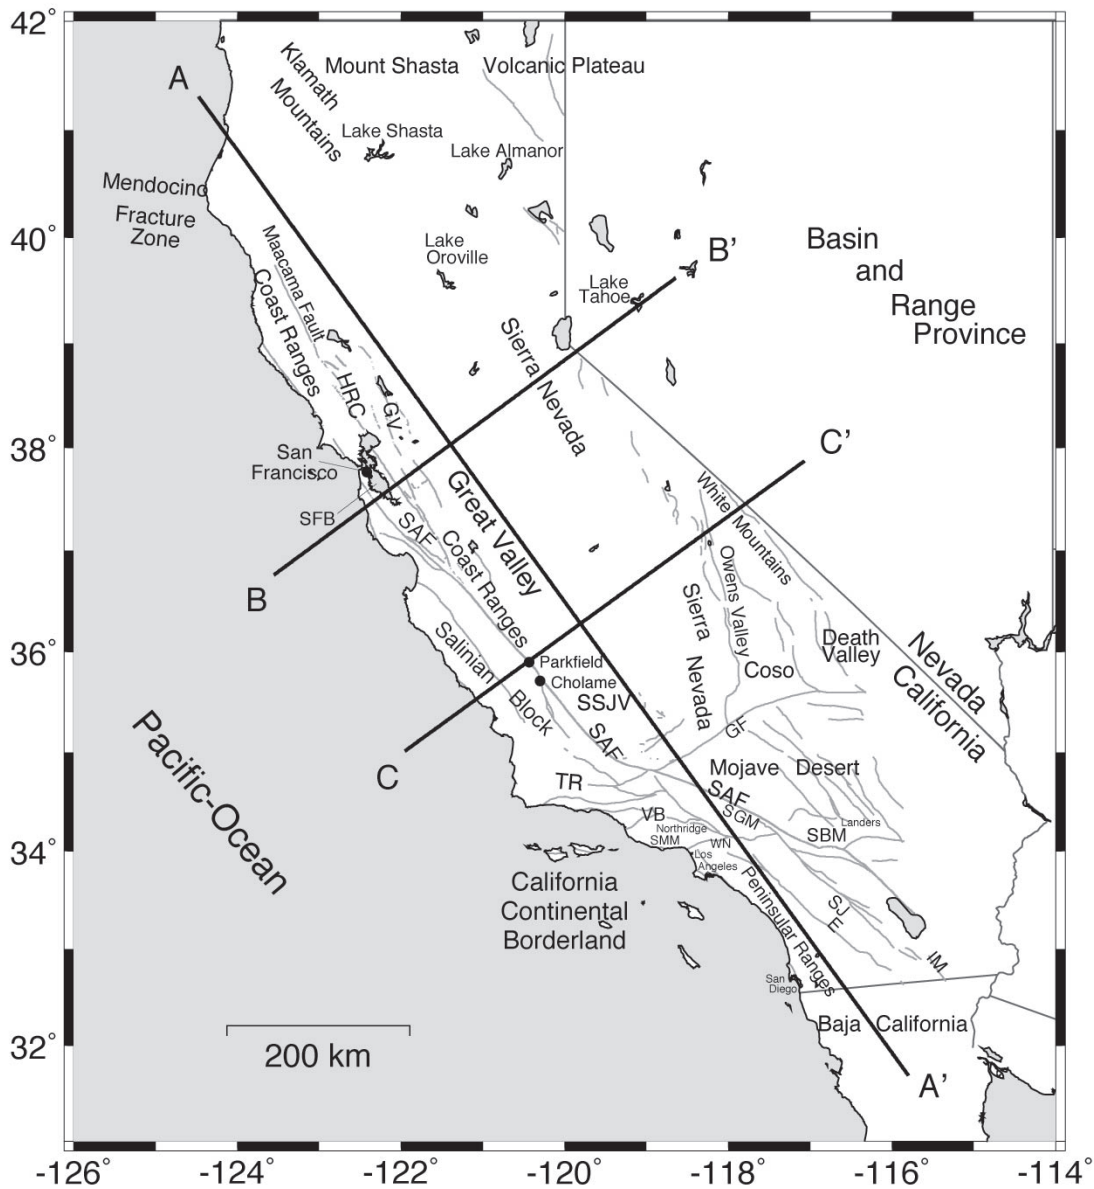 42°
40°
38°
36°
34°
32°
A
Klamath
Mountains
Mount Shasta
Volcanic Plateau
Lake Shasta
Lake Almanor
Mendocino
Fracture
Zone
Lake
Oroville
Lake
Tahoe
B'
Basin
and
Range
Province
Maacama Fault
Coast Ranges
HRC
GV
Sierra
Nevada
San
Francisco
SFB
SAF
Great Valley
Coast Ranges
C'
White Mountains
Owens Valley
B
Salinian
Block
Parkfield
Cholame
SSJV
SAF
Sierra
Nevada
Coso
Death
Valley
Nevada
California
Pacific-Ocean
C
GF
Mojave Desert
SAF
TR
VB
SGM
Northridge
SMM
WN
Landers
SBM
Los
Angeles
California
Continental
Borderland
Peninsular Ranges
SJ
E
IM
San
Diego
Baja California
200 km
A'
-126°
-124°
-122°
-120°
-118°
-116°
-114°